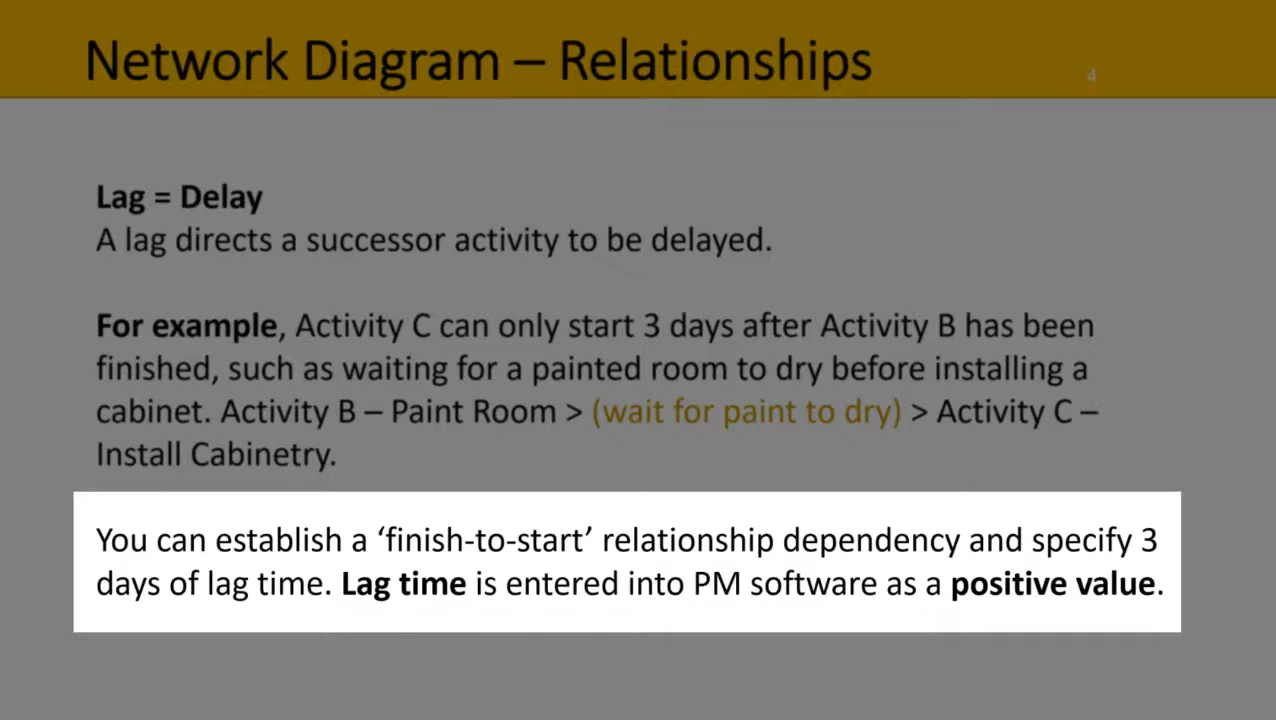 Network Diagram – Relationships
4
Lag = Delay
A lag directs a successor activity to be delayed.
For example, Activity C can only start 3 days after Activity B has been
finished, such as waiting for a painted room to dry before installing a
cabinet. Activity B – Paint Room > (wait for paint to dry) > Activity C –
Install Cabinetry.
You can establish a ‘finish-to-start’ relationship dependency and specify 3
days of lag time. Lag time is entered into PM software as a positive value.